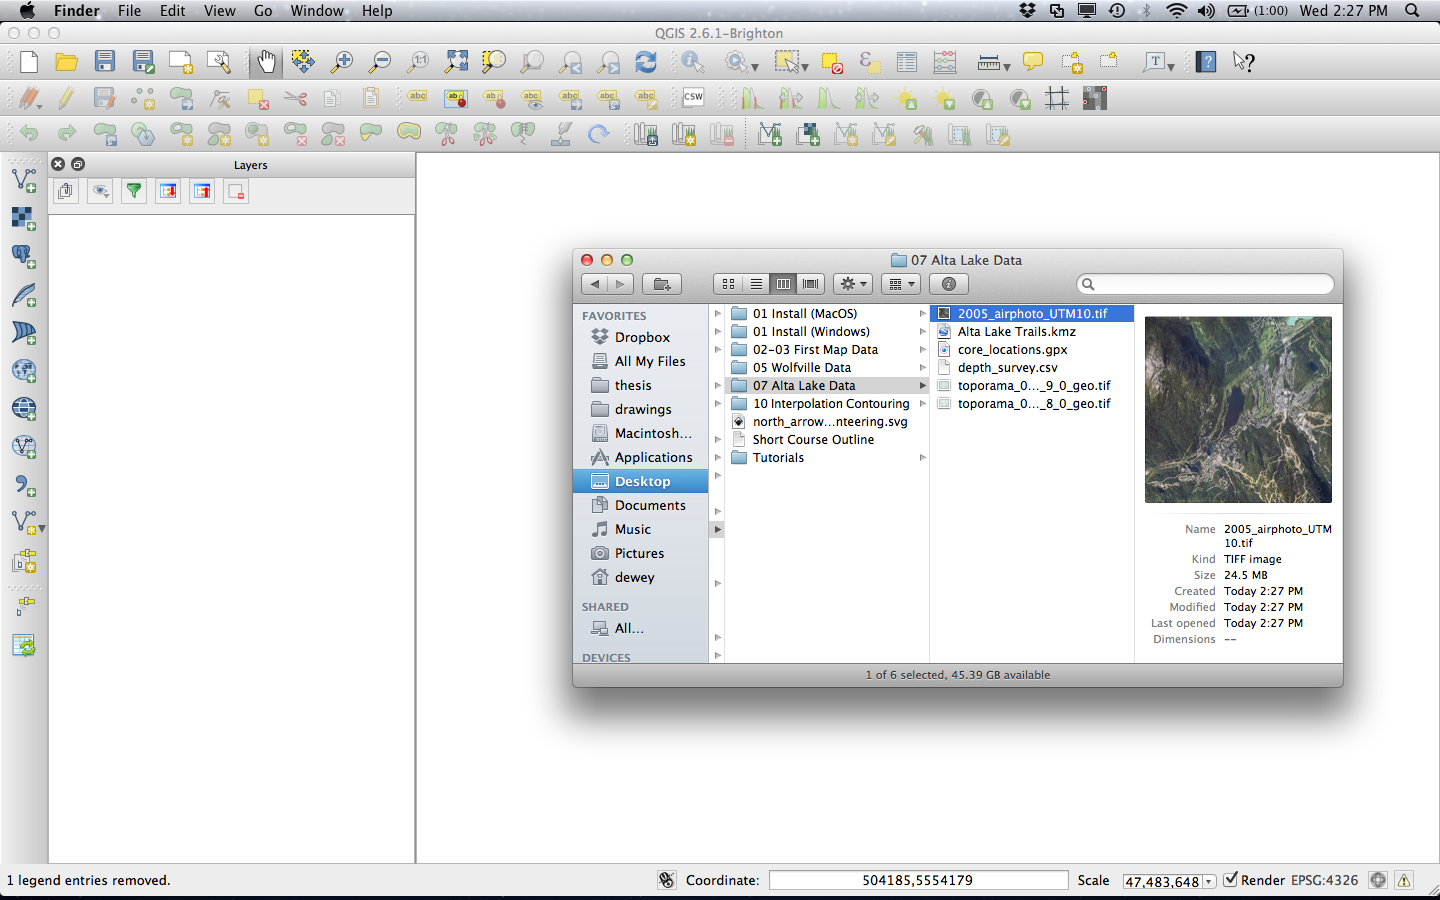 Finder File Edit View Go Window Help (1:00) Wed 2:27 PM
QGIS 2.6.1-Brighton
Layers
07 Alta Lake Data
FAVORITES
Dropbox
All My Files
thesis
drawings
Macintosh...
Applications
Desktop
Documents
Music
Pictures
dewey
SHARED
All...
DEVICES
01 Install (MacOS)
01 Install (Windows)
02-03 First Map Data
05 Wolfville Data
07 Alta Lake Data
10 Interpolation Contouring
north_arrow...nteering.svg
Short Course Outline
Tutorials
2005_airphoto_UTM10.tif
Alta Lake Trails.kmz
core_locations.gpx
depth_survey.csv
toporama_0..._9_0_geo.tif
toporama_0..._8_0_geo.tif
Name 2005_airphoto_UTM
10.tif
Kind TIFF image
Size 24.5 MB
Created Today 2:27 PM
Modified Today 2:27 PM
Last opened Today 2:27 PM
Dimensions --
1 of 6 selected, 45.39 GB available
1 legend entries removed. Coordinate: 504185,5554179 Scale 47,483,648 Render EPSG:4326